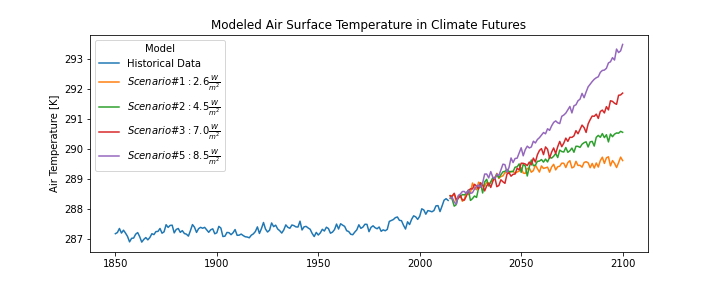 Modeled Air Surface Temperature in Climate Futures
Air Temperature [K]
293
292
291
290
289
288
287
Model
Historical Data
Scenario#1 : 2.6 W/m²
Scenario#2 : 4.5 W/m²
Scenario#3 : 7.0 W/m²
Scenario#5 : 8.5 W/m²
1850 1900 1950 2000 2050 2100